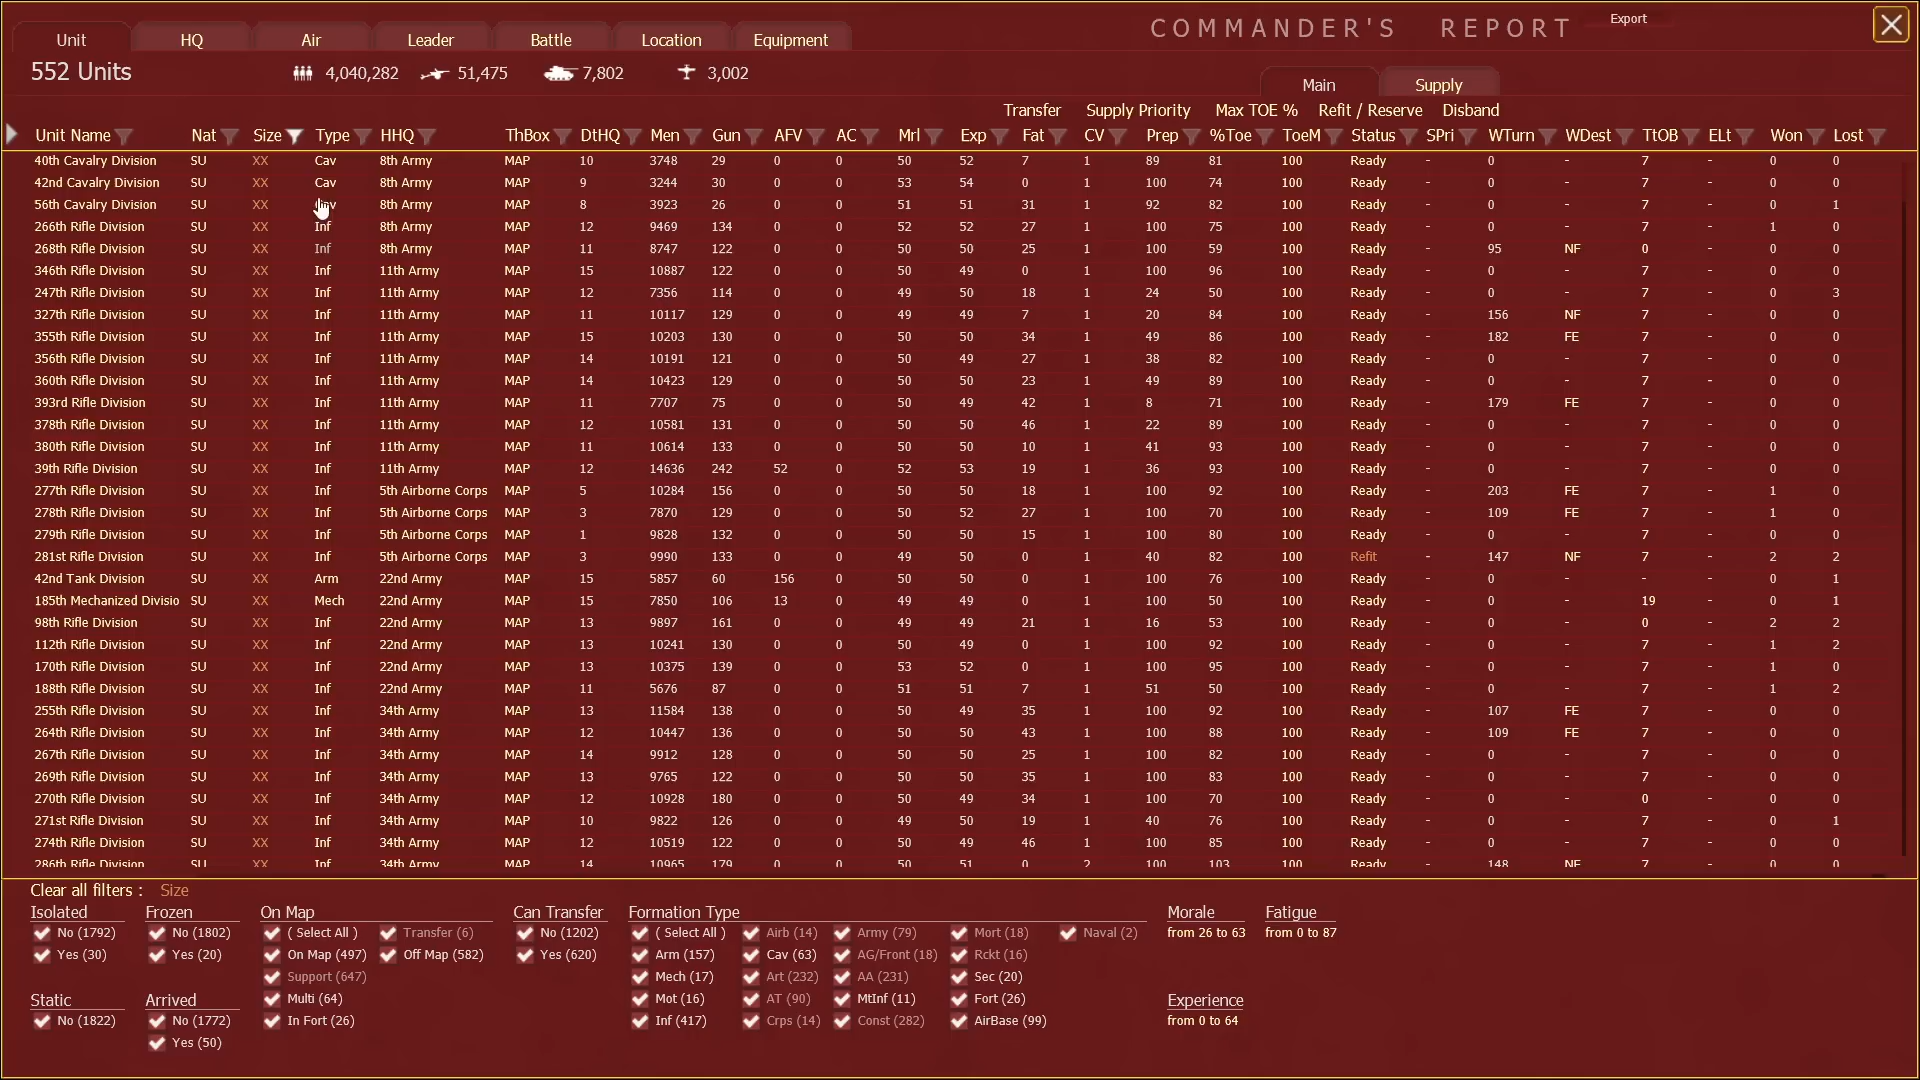 Unit HQ Air Leader Battle Location Equipment COMMANDER'S REPORT Export
552 Units 4,040,282 51,475 7,802 3,002 Main Supply
Transfer Supply Priority Max TOE % Refit / Reserve Disband
Unit Name Nat Size Type HHQ ThBox DtHQ Men Gun AFV AC Mrl Exp Fat CV Prep %Toe ToeM Status SPri WTurn WDest TtOB ELt Won Lost
40th Cavalry Division SU XX Cav 8th Army MAP 10 3748 29 0 0 50 52 7 1 89 81 100 Ready - 0 - 7 - 0 0
42nd Cavalry Division SU XX Cav 8th Army MAP 9 3244 30 0 0 53 54 0 1 100 74 100 Ready - 0 - 7 - 0 0
56th Cavalry Division SU XX 8th Army MAP 8 3923 26 0 0 51 51 31 1 92 82 100 Ready - 0 - 7 - 0 1
266th Rifle Division SU XX Inf 8th Army MAP 12 9469 134 0 0 52 52 27 1 100 75 100 Ready - 0 - 7 - 1 0
268th Rifle Division SU XX Inf 8th Army MAP 11 8747 122 0 0 50 50 25 1 100 59 100 Ready - 95 NF 0 - 0 0
346th Rifle Division SU XX Inf 11th Army MAP 15 10887 122 0 0 50 49 0 1 100 96 100 Ready - 0 - 7 - 0 0
247th Rifle Division SU XX Inf 11th Army MAP 12 7356 114 0 0 49 50 18 1 24 50 100 Ready - 0 - 7 - 0 3
327th Rifle Division SU XX Inf 11th Army MAP 11 10117 129 0 0 49 49 7 1 20 84 100 Ready - 156 NF 7 - 0 0
355th Rifle Division SU XX Inf 11th Army MAP 15 10203 130 0 0 50 50 34 1 49 86 100 Ready - 182 FE 7 - 0 0
356th Rifle Division SU XX Inf 11th Army MAP 14 10191 121 0 0 50 49 27 1 38 82 100 Ready - 0 - 7 - 0 0
360th Rifle Division SU XX Inf 11th Army MAP 14 10423 129 0 0 50 50 23 1 49 89 100 Ready - 0 - 7 - 0 0
393rd Rifle Division SU XX Inf 11th Army MAP 11 7707 75 0 0 50 49 42 1 8 71 100 Ready - 179 FE 7 - 0 0
378th Rifle Division SU XX Inf 11th Army MAP 12 10581 131 0 0 50 50 46 1 22 89 100 Ready - 0 - 7 - 0 0
380th Rifle Division SU XX Inf 11th Army MAP 11 10614 133 0 0 50 50 10 1 41 93 100 Ready - 0 - 7 - 0 0
39th Rifle Division SU XX Inf 11th Army MAP 12 14636 242 52 0 52 53 19 1 36 93 100 Ready - 0 - 7 - 0 0
277th Rifle Division SU XX Inf 5th Airborne Corps MAP 5 10284 156 0 0 50 50 18 1 100 92 100 Ready - 203 FE 7 - 1 0
278th Rifle Division SU XX Inf 5th Airborne Corps MAP 3 7870 129 0 0 50 52 27 1 100 70 100 Ready - 109 FE 7 - 1 0
279th Rifle Division SU XX Inf 5th Airborne Corps MAP 1 9828 132 0 0 50 50 15 1 100 80 100 Ready - 0 - 7 - 0 0
281st Rifle Division SU XX Inf 5th Airborne Corps MAP 3 9990 133 0 0 49 50 0 1 40 82 100 Refit - 147 NF 7 - 2 2
42nd Tank Division SU XX Arm 22nd Army MAP 15 5857 60 156 0 50 50 0 1 100 76 100 Ready - 0 - - - 0 1
185th Mechanized Divisio SU XX Mech 22nd Army MAP 15 7850 106 13 0 49 49 0 1 100 50 100 Ready - 0 - 19 - 0 1
98th Rifle Division SU XX Inf 22nd Army MAP 13 9897 161 0 0 49 49 21 1 16 53 100 Ready - 0 - 0 - 2 2
112th Rifle Division SU XX Inf 22nd Army MAP 13 10241 130 0 0 49 50 0 1 100 92 100 Ready - 0 - 7 - 1 2
170th Rifle Division SU XX Inf 22nd Army MAP 13 10375 139 0 0 53 52 0 1 100 95 100 Ready - 0 - 7 - 1 0
188th Rifle Division SU XX Inf 22nd Army MAP 11 5676 87 0 0 51 51 7 1 51 50 100 Ready - 0 - 7 - 1 2
255th Rifle Division SU XX Inf 34th Army MAP 13 11584 138 0 0 50 49 35 1 100 92 100 Ready - 107 FE 7 - 0 0
264th Rifle Division SU XX Inf 34th Army MAP 12 10447 136 0 0 50 50 43 1 100 88 100 Ready - 109 FE 7 - 0 0
267th Rifle Division SU XX Inf 34th Army MAP 14 9912 128 0 0 50 50 25 1 100 82 100 Ready - 0 - 7 - 0 0
269th Rifle Division SU XX Inf 34th Army MAP 13 9765 122 0 0 50 50 35 1 100 83 100 Ready - 0 - 7 - 0 0
270th Rifle Division SU XX Inf 34th Army MAP 12 10928 180 0 0 50 49 34 1 100 70 100 Ready - 0 - 0 - 0 0
271st Rifle Division SU XX Inf 34th Army MAP 10 9822 126 0 0 49 50 19 1 40 76 100 Ready - 0 - 7 - 0 1
274th Rifle Division SU XX Inf 34th Army MAP 12 10519 122 0 0 50 50 46 1 100 85 100 Ready - 0 - 7 - 0 0
286th Rifle Division SU XX Inf 34th Army MAP 14 10965 179 0 0 50 51 0 2 100 103 100 Ready - 148 NF 7 - 0 0
Clear all filters : Size
Isolated Frozen On Map Can Transfer Formation Type Morale Fatigue
No (1792) No (1802) ( Select All ) Transfer (6) No (1202) ( Select All ) Airb (14) Army (79) Mort (18) Naval (2) from 26 to 63 from 0 to 87
Yes (30) Yes (20) On Map (497) Off Map (582) Yes (620) Arm (157) Cav (63) AG/Front (18) Rckt (16)
Support (647) Mech (17) Art (232) AA (231) Sec (20)
Static Arrived Multi (64) Mot (16) AT (90) MtInf (11) Fort (26) Experience
No (1822) No (1772) In Fort (26) Inf (417) Crps (14) Const (282) AirBase (99) from 0 to 64
Yes (50)